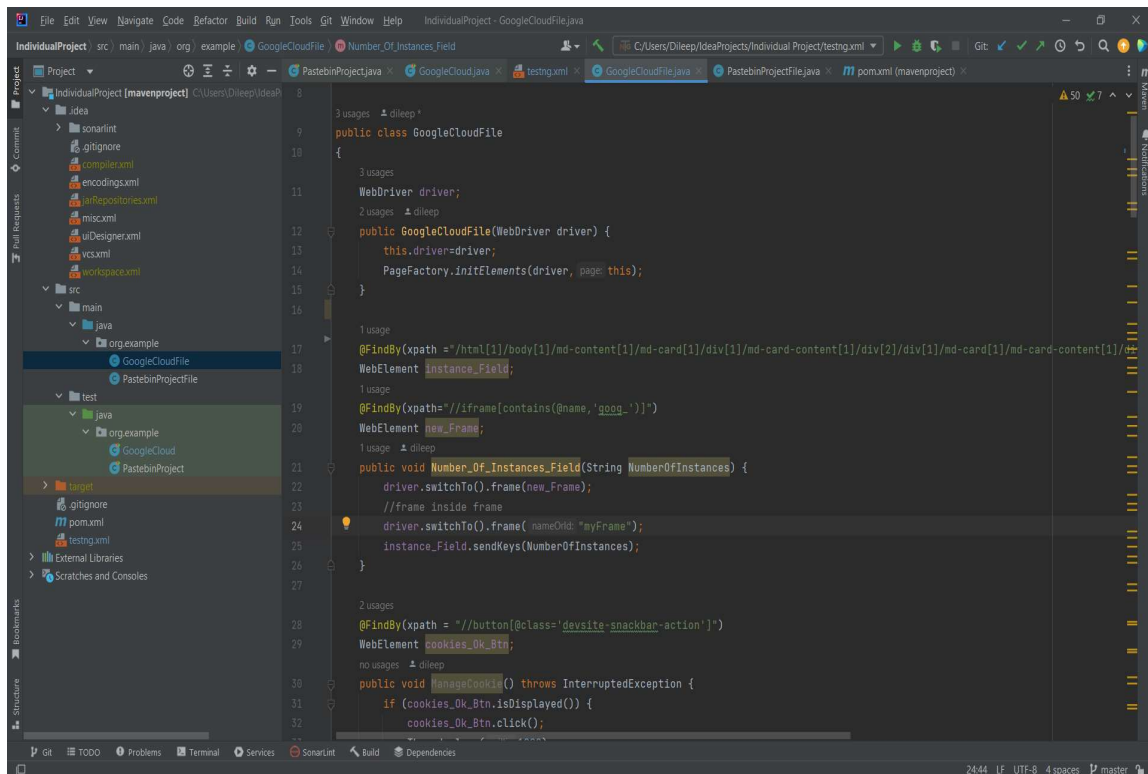 File Edit View Navigate Code Refactor Build Run Tools Git Window Help IndividualProject - GoogleCloudFile.java
IndividualProject src main java org example GoogleCloudFile Number_Of_Instances_Field C:/Users/Dileep/IdeaProjects/Individual Project/testng.xml Git:
Project PastebinProject.java GoogleCloud.java testng.xml GoogleCloudFile.java PastebinProjectFile.java pom.xml (mavenproject)
Project
Commit
Pull Requests
Bookmarks
Structure
IndividualProject [mavenproject] C:\Users\Dileep\IdeaP
.idea
sonarlint
.gitignore
compiler.xml
encodings.xml
jarRepositories.xml
misc.xml
uiDesigner.xml
vcs.xml
workspace.xml
src
main
java
org.example
GoogleCloudFile
PastebinProjectFile
test
java
org.example
GoogleCloud
PastebinProject
target
.gitignore
pom.xml
testng.xml
External Libraries
Scratches and Consoles
8
3 usages dileep *
9 public class GoogleCloudFile
10 {
3 usages
11 WebDriver driver;
2 usages dileep
12 public GoogleCloudFile(WebDriver driver) {
13 this.driver=driver;
14 PageFactory.initElements(driver, page: this);
15 }
16
1 usage
17 @FindBy(xpath ="/html[1]/body[1]/md-content[1]/md-card[1]/div[1]/md-card-content[1]/div[2]/div[1]/md-card[1]/md-card-content[1]/di
18 WebElement instance_Field;
1 usage
19 @FindBy(xpath="//iframe[contains(@name,'goog_')]")
20 WebElement new_Frame;
1 usage dileep
21 public void Number_Of_Instances_Field(String NumberOfInstances) {
22 driver.switchTo().frame(new_Frame);
23 //frame inside frame
24 driver.switchTo().frame( nameOrId: "myFrame");
25 instance_Field.sendKeys(NumberOfInstances);
26 }
27
2 usages
28 @FindBy(xpath = "//button[@class='devsite-snackbar-action']")
29 WebElement cookies_Ok_Btn;
no usages dileep
30 public void ManageCookie() throws InterruptedException {
31 if (cookies_Ok_Btn.isDisplayed()) {
32 cookies_Ok_Btn.click();
50 7
Maven
Notifications
Git TODO Problems Terminal Services SonarLint Build Dependencies
24:44 LF UTF-8 4 spaces master